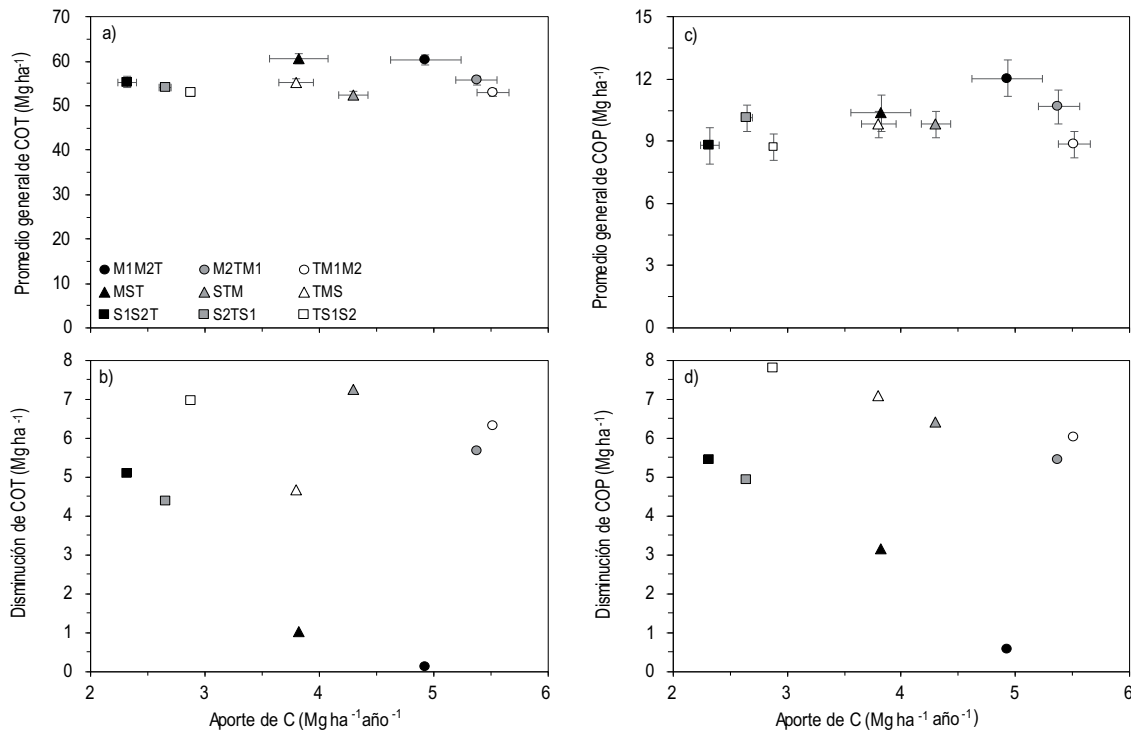 a)
Promedio general de COT (Mg ha⁻¹)
70
60
50
40
30
20
10
0
M1M2T M2TM1 TM1M2
MST STM TMS
S1S2T S2TS1 TS1S2
c)
Promedio general de COP (Mg ha⁻¹)
15
12
9
6
3
0
b)
Disminución de COT (Mg ha⁻¹)
8
7
6
5
4
3
2
1
0
2 3 4 5 6
Aporte de C (Mg ha⁻¹ año⁻¹
d)
Disminución de COP (Mg ha⁻¹)
8
7
6
5
4
3
2
1
0
2 3 4 5 6
Aporte de C (Mg ha⁻¹ año⁻¹)